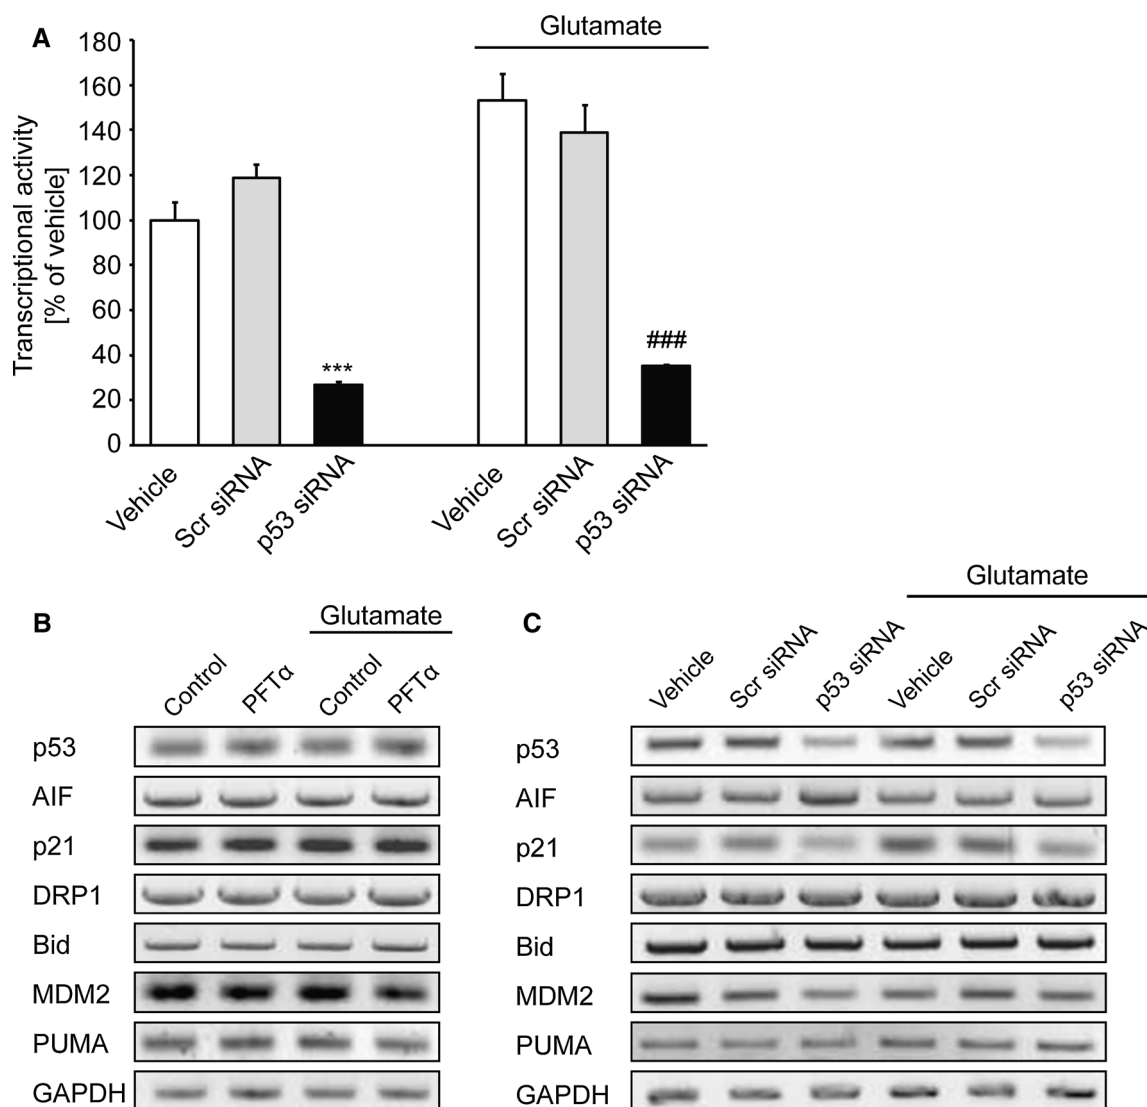 A
Glutamate
Transcriptional activity
[% of vehicle]
180
160
140
120
100
80
60
40
20
0
***
###
Vehicle
Scr siRNA
p53 siRNA
Vehicle
Scr siRNA
p53 siRNA
B
Glutamate
Control
PFTα
Control
PFTα
p53
AIF
p21
DRP1
Bid
MDM2
PUMA
GAPDH
C
Glutamate
Vehicle
Scr siRNA
p53 siRNA
Vehicle
Scr siRNA
p53 siRNA
p53
AIF
p21
DRP1
Bid
MDM2
PUMA
GAPDH